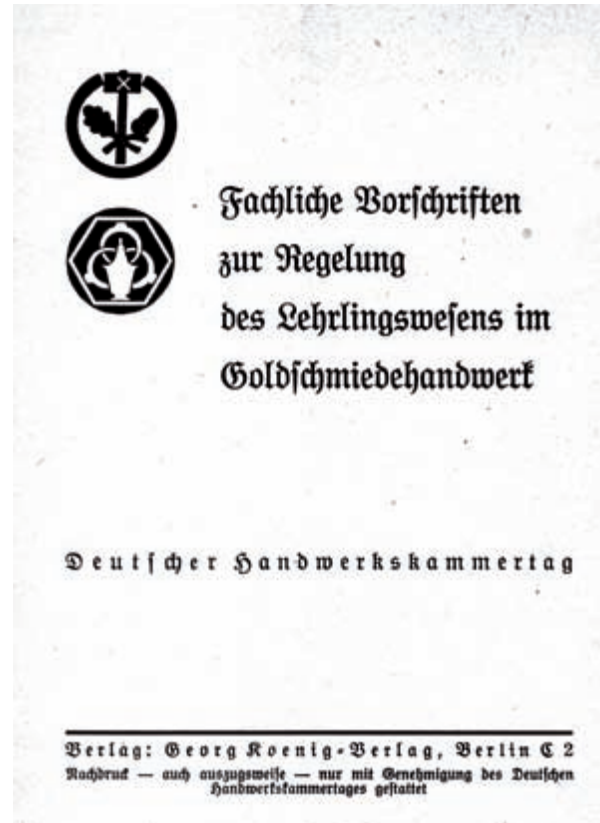 Fachliche Vorschriften
zur Regelung
des Lehrlingswesens im
Goldschmiedehandwerk
Deutscher Handwerkskammertag
Verlag: Georg Koenig-Verlag, Berlin C 2
Nachdruck — auch auszugsweise — nur mit Genehmigung des Deutschen
Handwerkskammertages gestattet